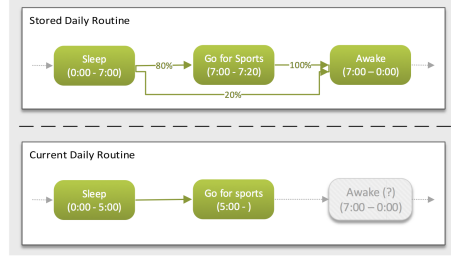 Stored Daily Routine
Sleep
(0:00 - 7:00)
80%
Go for Sports
(7:00 - 7:20)
100%
Awake
(7:00 – 0:00)
20%
Current Daily Routine
Sleep
(0:00 - 5:00)
Go for sports
(5:00 - )
Awake (?)
(7:00 – 0:00)